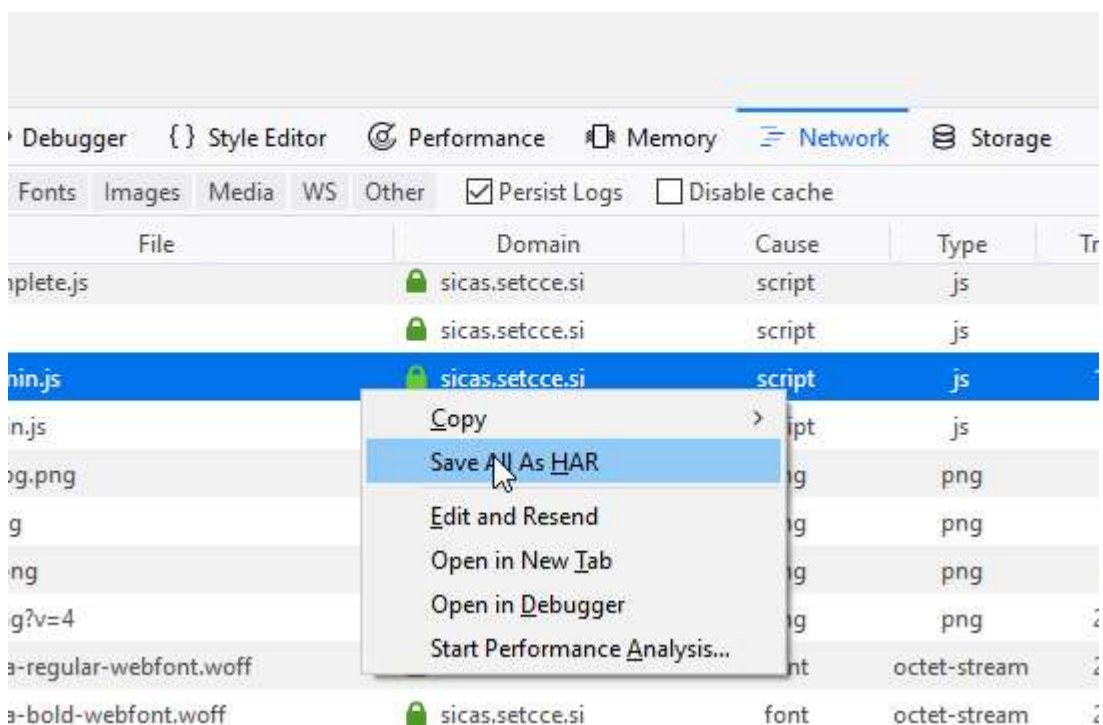 Debugger { } Style Editor Performance Memory Network Storage
Fonts Images Media WS Other Persist Logs Disable cache
File Domain Cause Type Tr
nplete.js sicas.setcce.si script js
sicas.setcce.si script js
nin.js sicas.setcce.si script js
n.js ipt js
Copy
Save All As HAR
og.png png
Edit and Resend
g png
Open in New Tab
ng png
Open in Debugger
g?v=4 png
Start Performance Analysis...
a-regular-webfont.woff nt octet-stream
a-bold-webfont.woff sicas.setcce.si font octet-stream